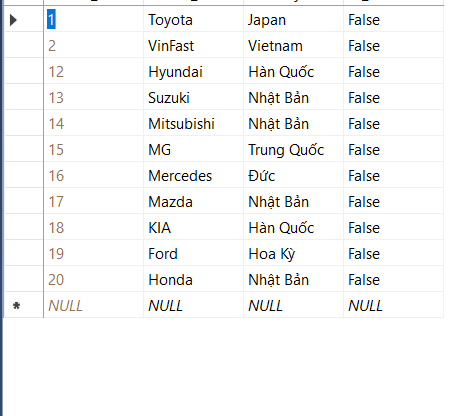 1 Toyota Japan False
2 VinFast Vietnam False
12 Hyundai Hàn Quốc False
13 Suzuki Nhật Bản False
14 Mitsubishi Nhật Bản False
15 MG Trung Quốc False
16 Mercedes Đức False
17 Mazda Nhật Bản False
18 KIA Hàn Quốc False
19 Ford Hoa Kỳ False
20 Honda Nhật Bản False
* NULL NULL NULL NULL